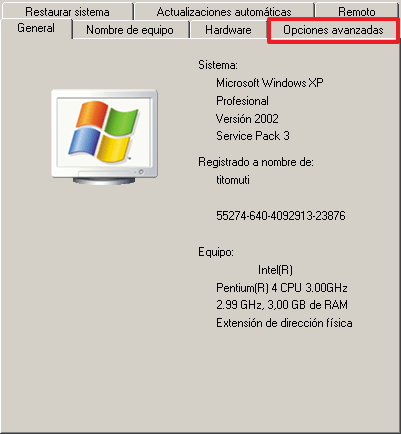 Restaurar sistema Actualizaciones automáticas Remoto
General Nombre de equipo Hardware Opciones avanzadas
Sistema:
Microsoft Windows XP
Profesional
Versión 2002
Service Pack 3
Registrado a nombre de:
titomuti
55274-640-4092913-23876
Equipo:
Intel(R)
Pentium(R) 4 CPU 3.00GHz
2.99 GHz, 3,00 GB de RAM
Extensión de dirección física